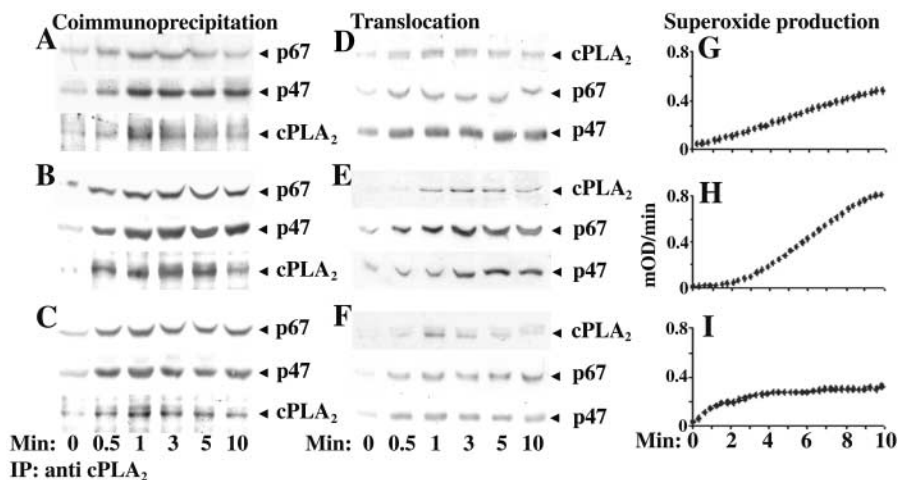 Coimmunoprecipitation Translocation Superoxide production
A p67
p47
cPLA₂
B p67
p47
cPLA₂
C p67
p47
cPLA₂
Min: 0 0.5 1 3 5 10
IP: anti cPLA₂
D cPLA₂
p67
p47
E cPLA₂
p67
p47
F cPLA₂
p67
p47
Min: 0 0.5 1 3 5 10
G
0.8
0.4
0
H
0.8
0.4
0
mOD/min
I
0.8
0.4
0
Min: 0 2 4 6 8 10